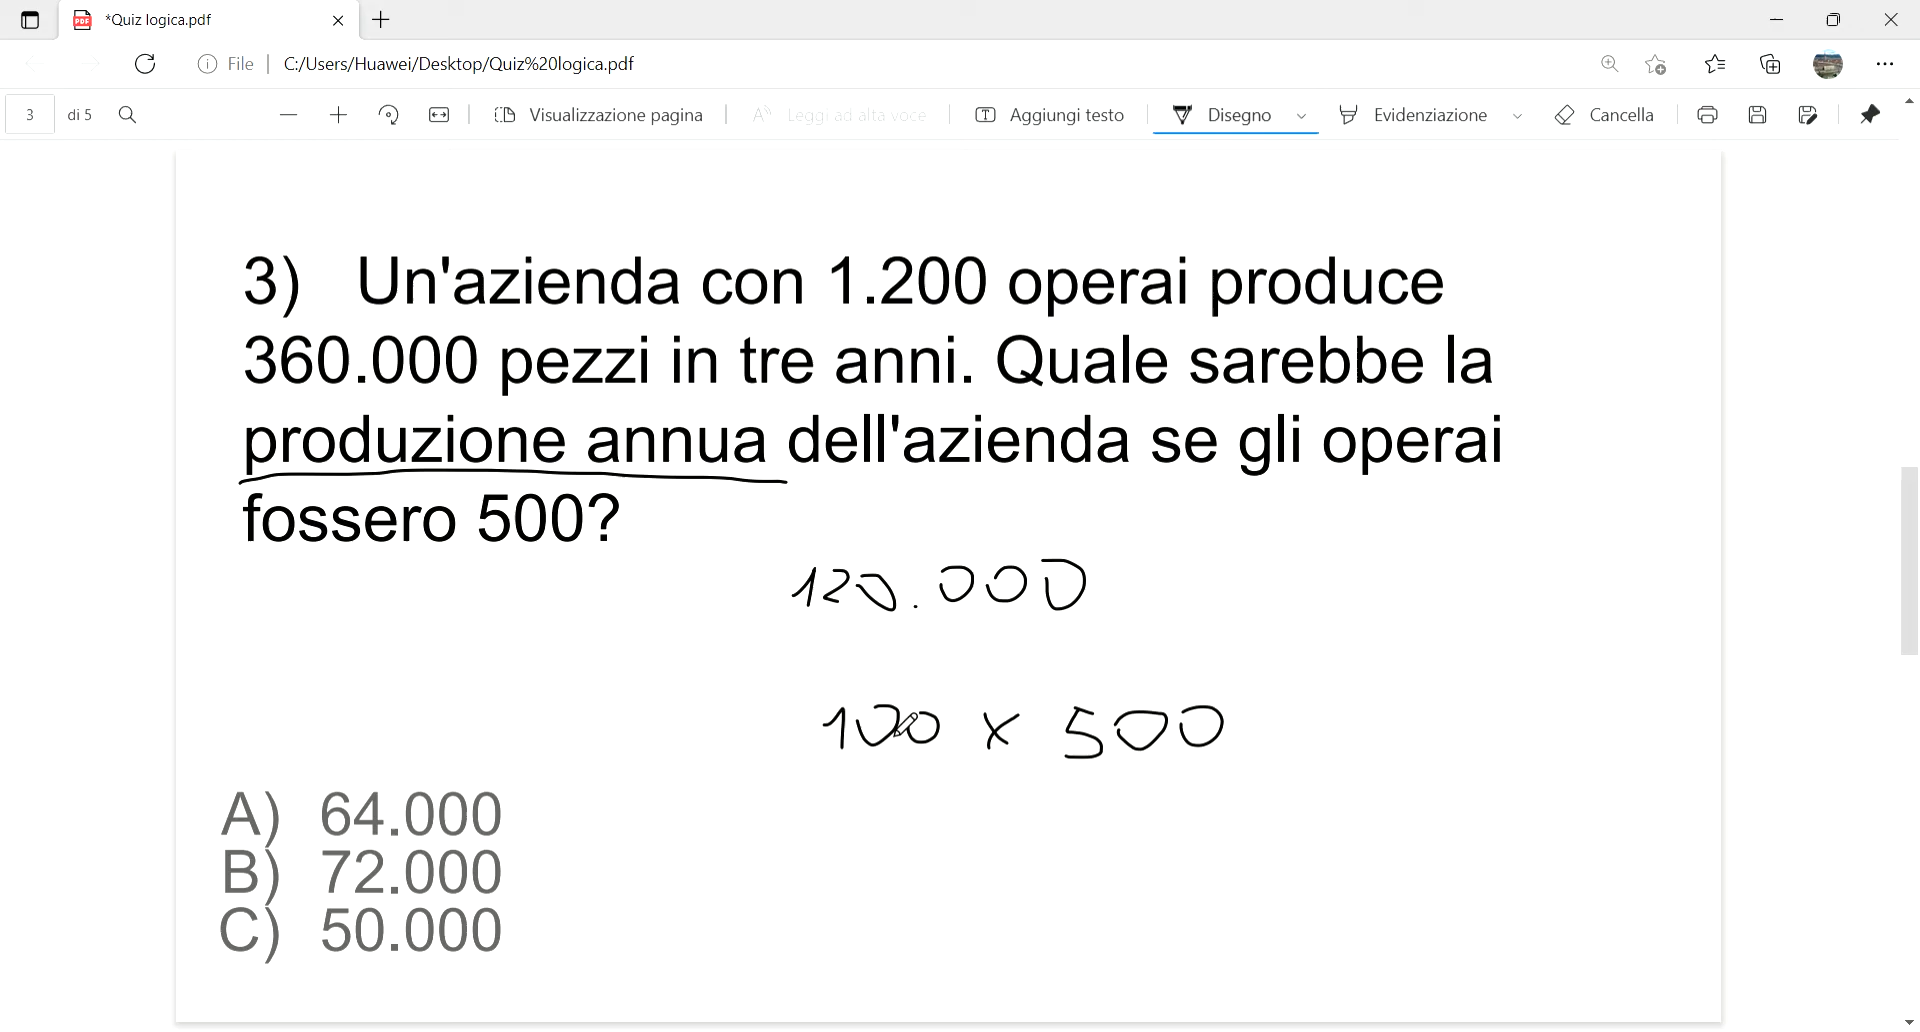 *Quiz logica.pdf
File | C:/Users/Huawei/Desktop/Quiz%20logica.pdf
3 di 5 Visualizzazione pagina Leggi ad alta voce Aggiungi testo Disegno Evidenziazione Cancella
3) Un'azienda con 1.200 operai produce
360.000 pezzi in tre anni. Quale sarebbe la
produzione annua dell'azienda se gli operai
fossero 500?
120.000
100 x 500
A) 64.000
B) 72.000
C) 50.000